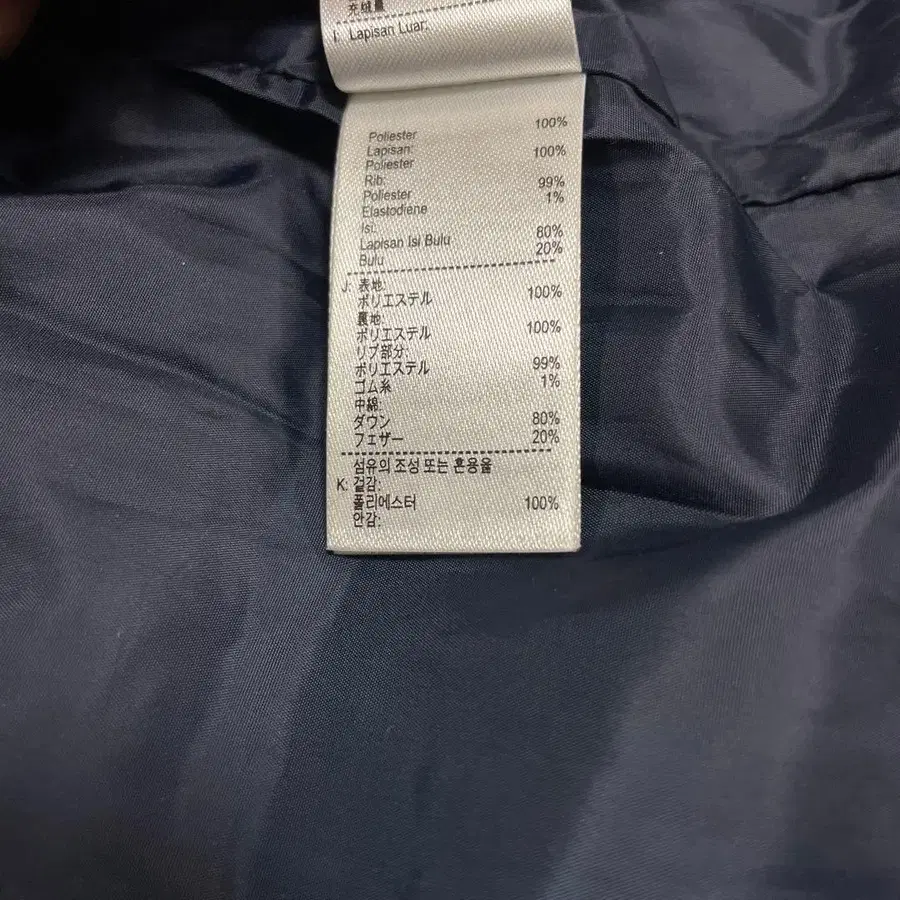 充绒量
I: Lapisan Luar:
Poliester 100%
Lapisan:
Poliester 100%
Rib:
Poliester 99%
Elastodiene 1%
Isi:
Lapisan Isi Bulu 80%
Bulu 20%
J: 表地:
ポリエステル 100%
裏地:
ポリエステル 100%
リブ部分:
ポリエステル 99%
ゴム糸 1%
中綿:
ダウン 80%
フェザー 20%
섬유의 조성 또는 혼용율
K: 겉감:
폴리에스터 100%
안감: